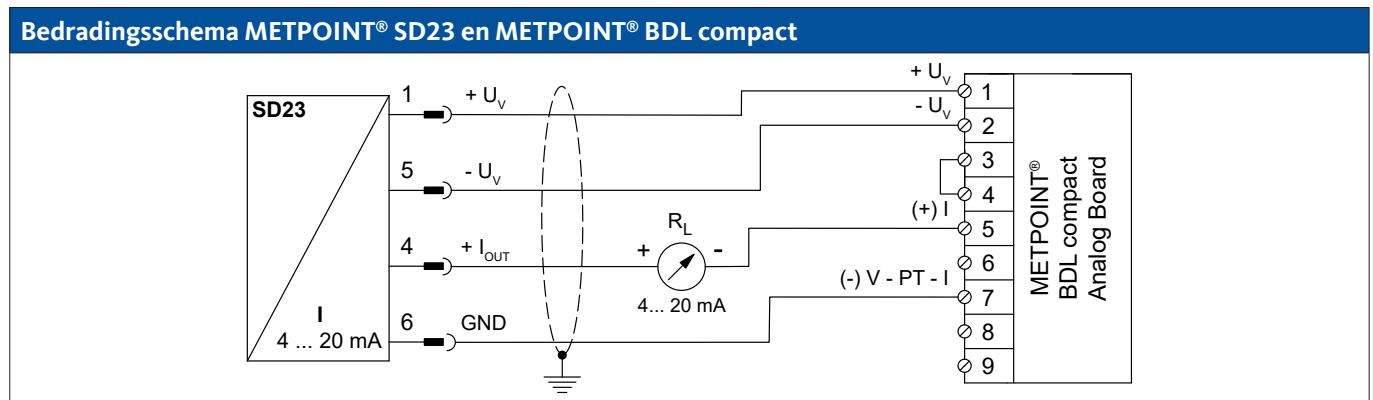 Bedradingsschema METPOINT® SD23 en METPOINT® BDL compact
SD23
I
4 ... 20 mA
1
+ Uᵥ
5
- Uᵥ
4
+ I_OUT
6
GND
R_L
+
-
4... 20 mA
+ Uᵥ
- Uᵥ
(+) I
(-) V - PT - I
1
2
3
4
5
6
7
8
9
METPOINT®
BDL compact
Analog Board